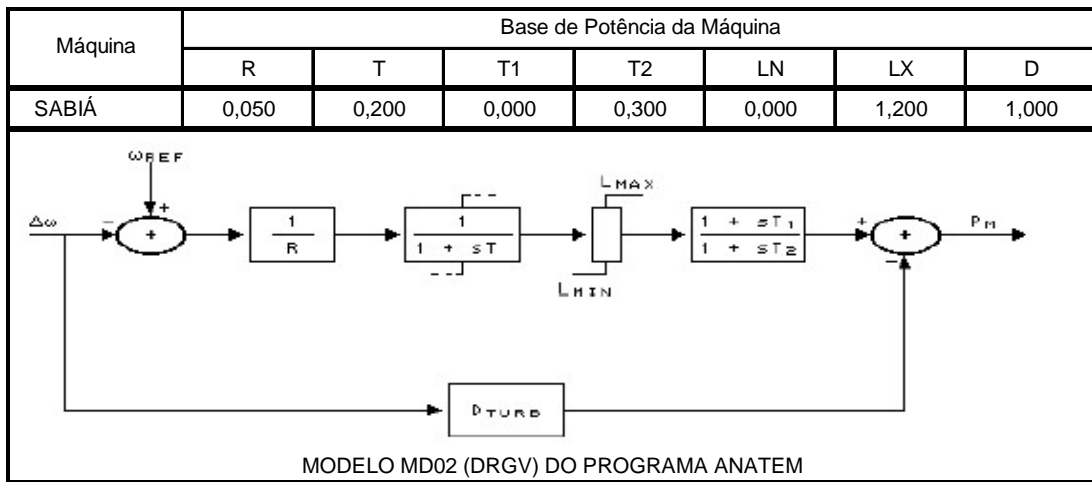 Máquina
Base de Potência da Máquina
R T T1 T2 LN LX D
SABIÁ 0,050 0,200 0,000 0,300 0,000 1,200 1,000
ωREF
Δω
- +
+
1
R
1
1 + sT
LMAX
LMIN
1 + sT1
1 + sT2
+
+
-
PM
DTURB
MODELO MD02 (DRGV) DO PROGRAMA ANATEM